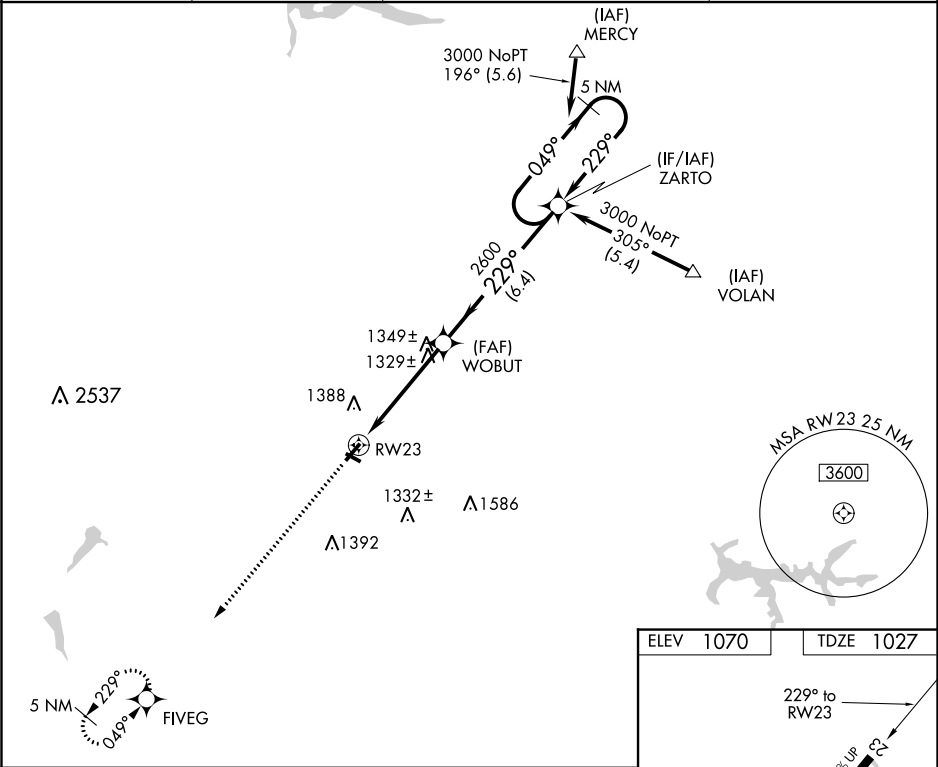 (IAF)
MERCY
3000 NoPT
196° (5.6)
5 NM
049°
229°
(IF/IAF)
ZARTO
3000 NoPT
305°
(5.4)
(IAF)
VOLAN
2600
229°
(6.4)
1349±
1329±
(FAF)
WOBUT
2537
1388
RW23
MSA RW23 25 NM
3600
1332±
1586
1392
ELEV 1070
TDZE 1027
229° to
RW23
23
% UP
5 NM
229°
049°
FIVEG